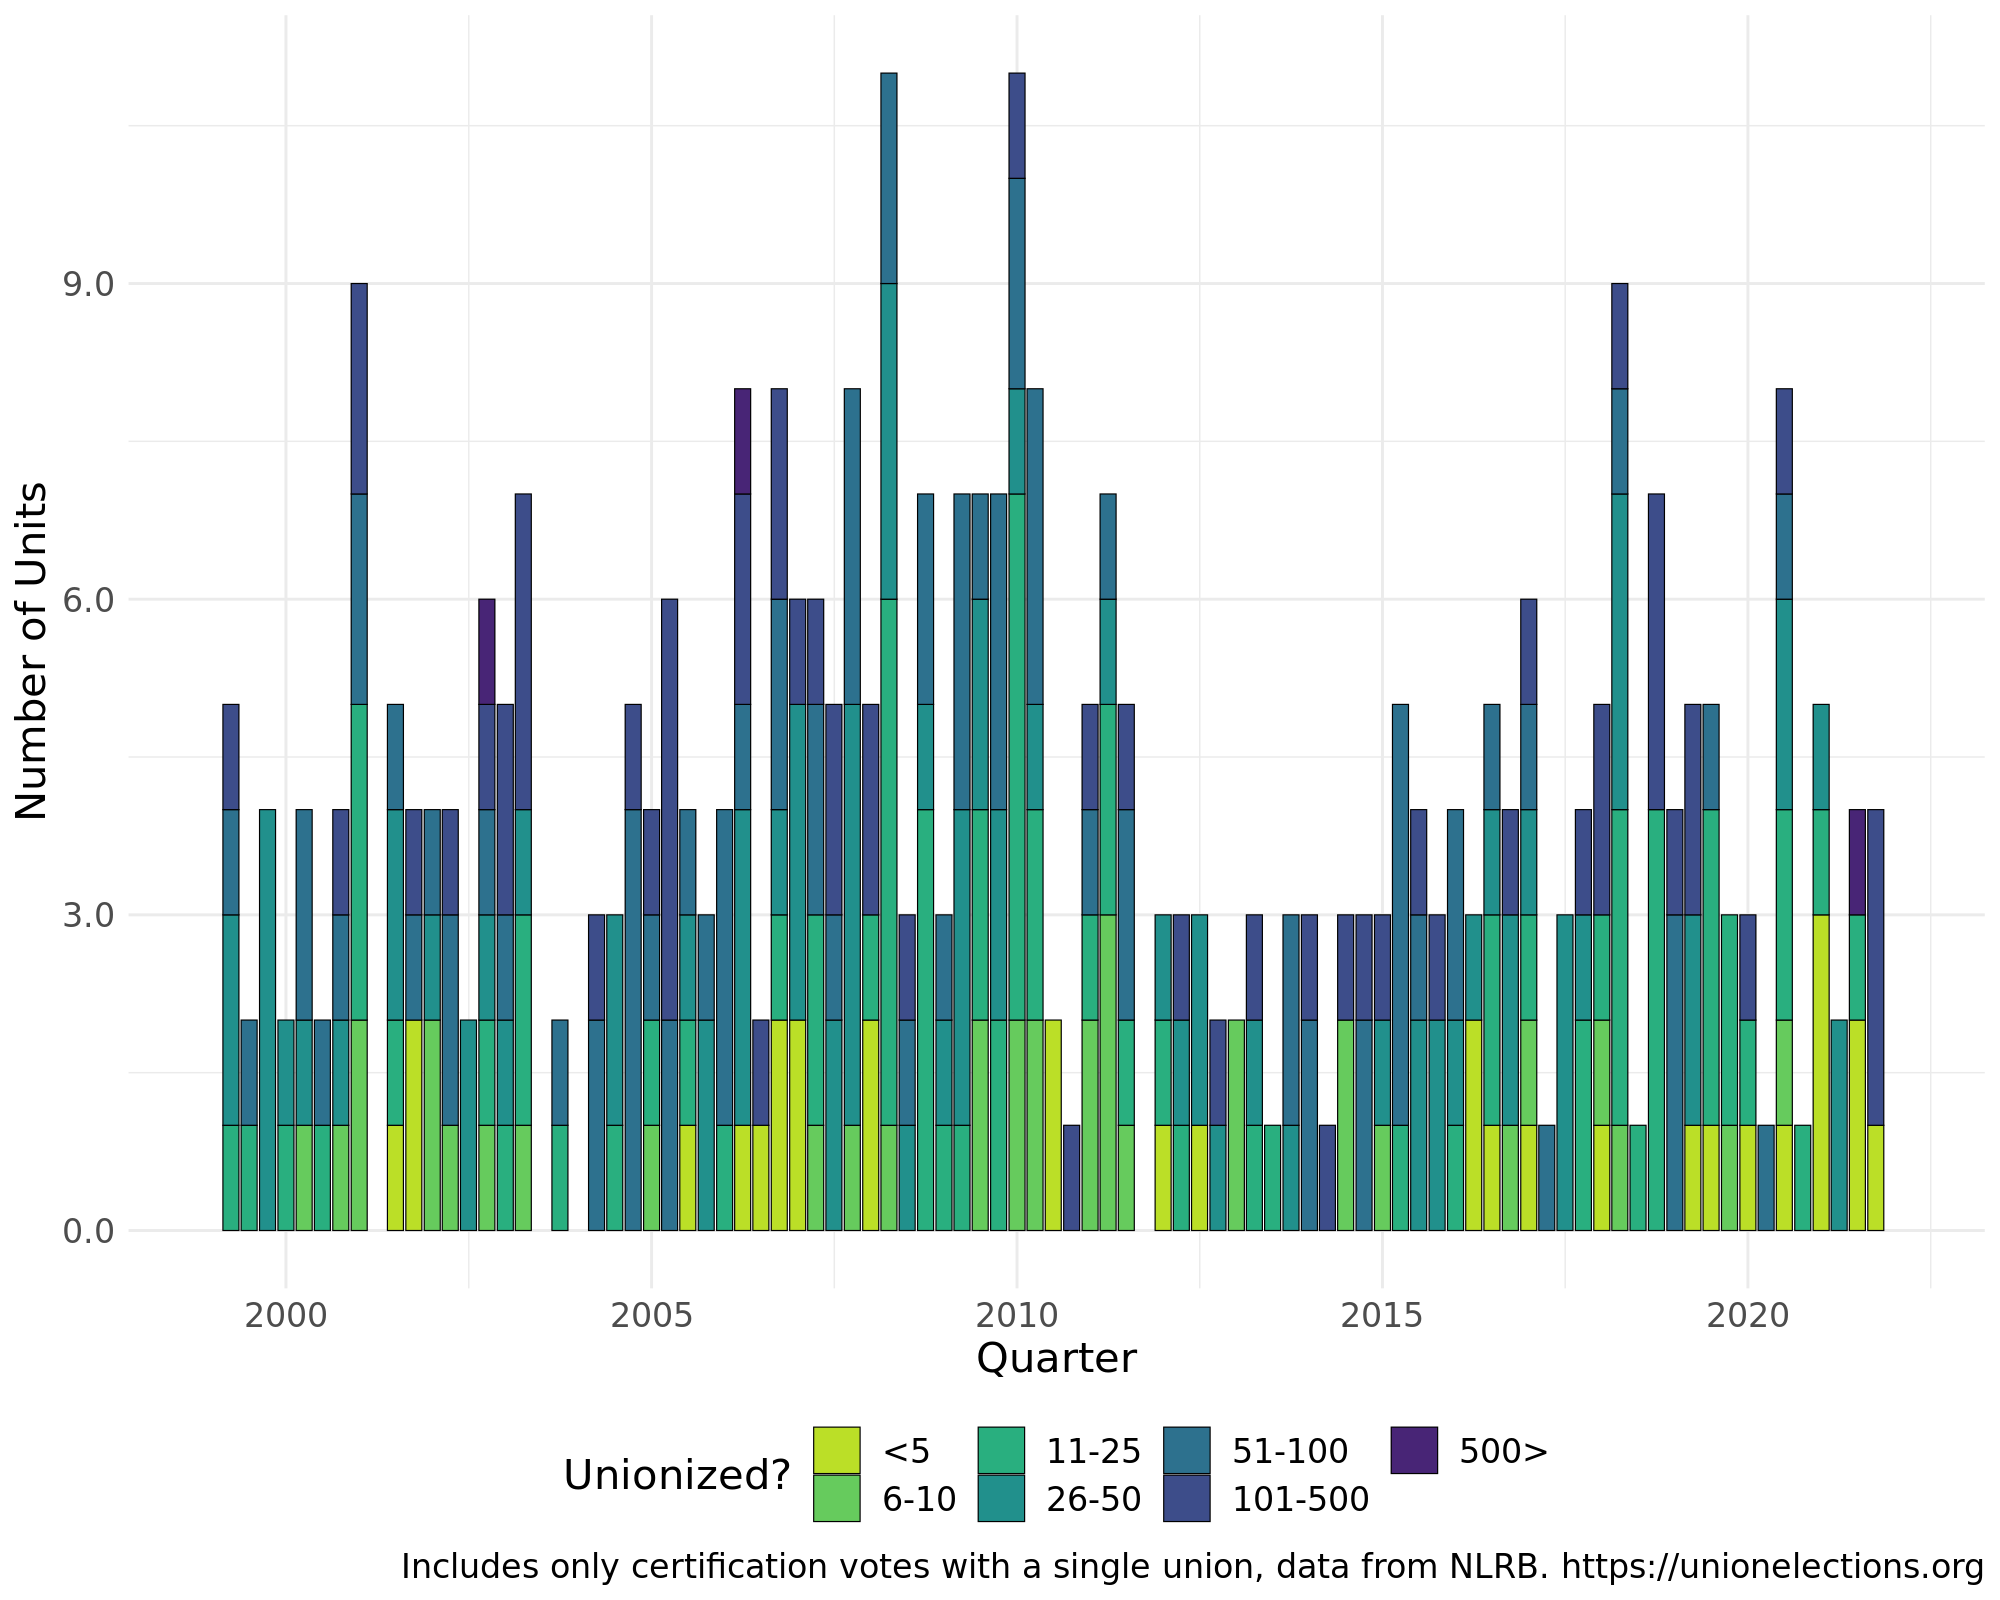 9.0
6.0
3.0
0.0
Number of Units
2000 2005 2010 2015 2020
Quarter
Unionized?
<5 11-25 51-100 500>
6-10 26-50 101-500
Includes only certification votes with a single union, data from NLRB. https://unionelections.org